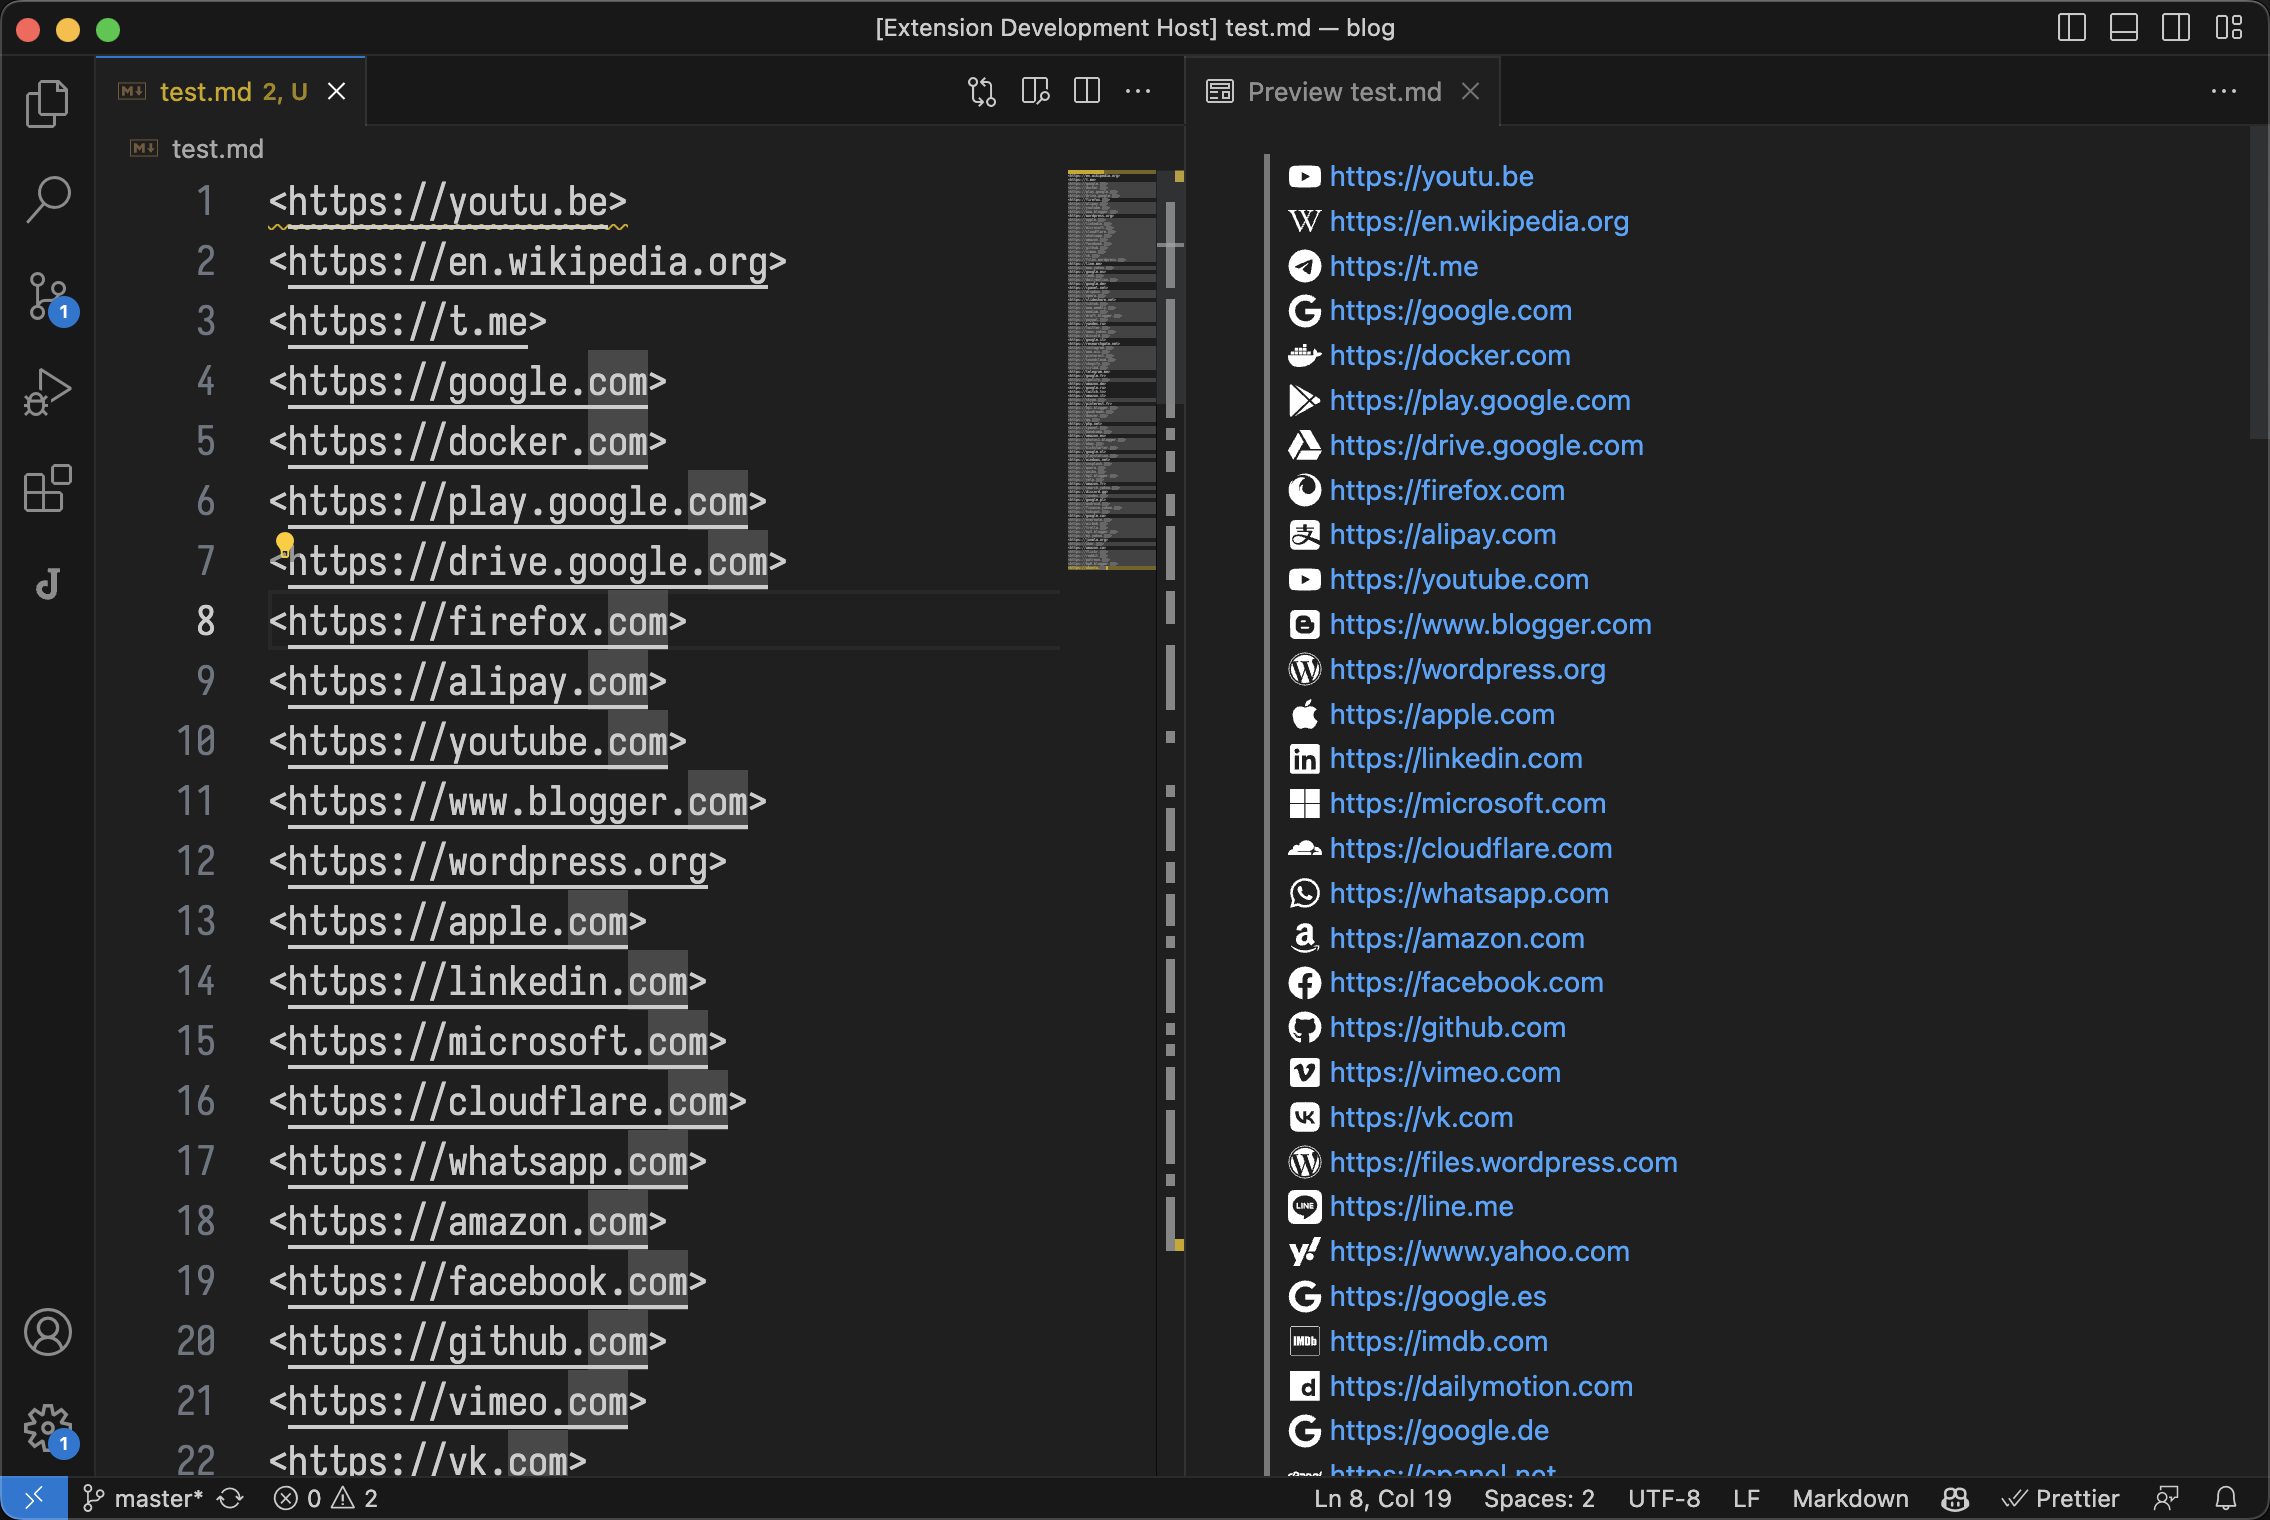 [Extension Development Host] test.md — blog
test.md 2, U
Preview test.md
test.md
1 <https://youtu.be>
2 <https://en.wikipedia.org>
3 <https://t.me>
4 <https://google.com>
5 <https://docker.com>
6 <https://play.google.com>
7 <https://drive.google.com>
8 <https://firefox.com>
9 <https://alipay.com>
10 <https://youtube.com>
11 <https://www.blogger.com>
12 <https://wordpress.org>
13 <https://apple.com>
14 <https://linkedin.com>
15 <https://microsoft.com>
16 <https://cloudflare.com>
17 <https://whatsapp.com>
18 <https://amazon.com>
19 <https://facebook.com>
20 <https://github.com>
21 <https://vimeo.com>
22 <https://vk.com>
https://youtu.be
https://en.wikipedia.org
https://t.me
https://google.com
https://docker.com
https://play.google.com
https://drive.google.com
https://firefox.com
https://alipay.com
https://youtube.com
https://www.blogger.com
https://wordpress.org
https://apple.com
https://linkedin.com
https://microsoft.com
https://cloudflare.com
https://whatsapp.com
https://amazon.com
https://facebook.com
https://github.com
https://vimeo.com
https://vk.com
https://files.wordpress.com
LINE https://line.me
https://www.yahoo.com
https://google.es
IMDb https://imdb.com
https://dailymotion.com
https://google.de
https://cpanel.net
1
1
master* 0 2
Ln 8, Col 19 Spaces: 2 UTF-8 LF Markdown Prettier